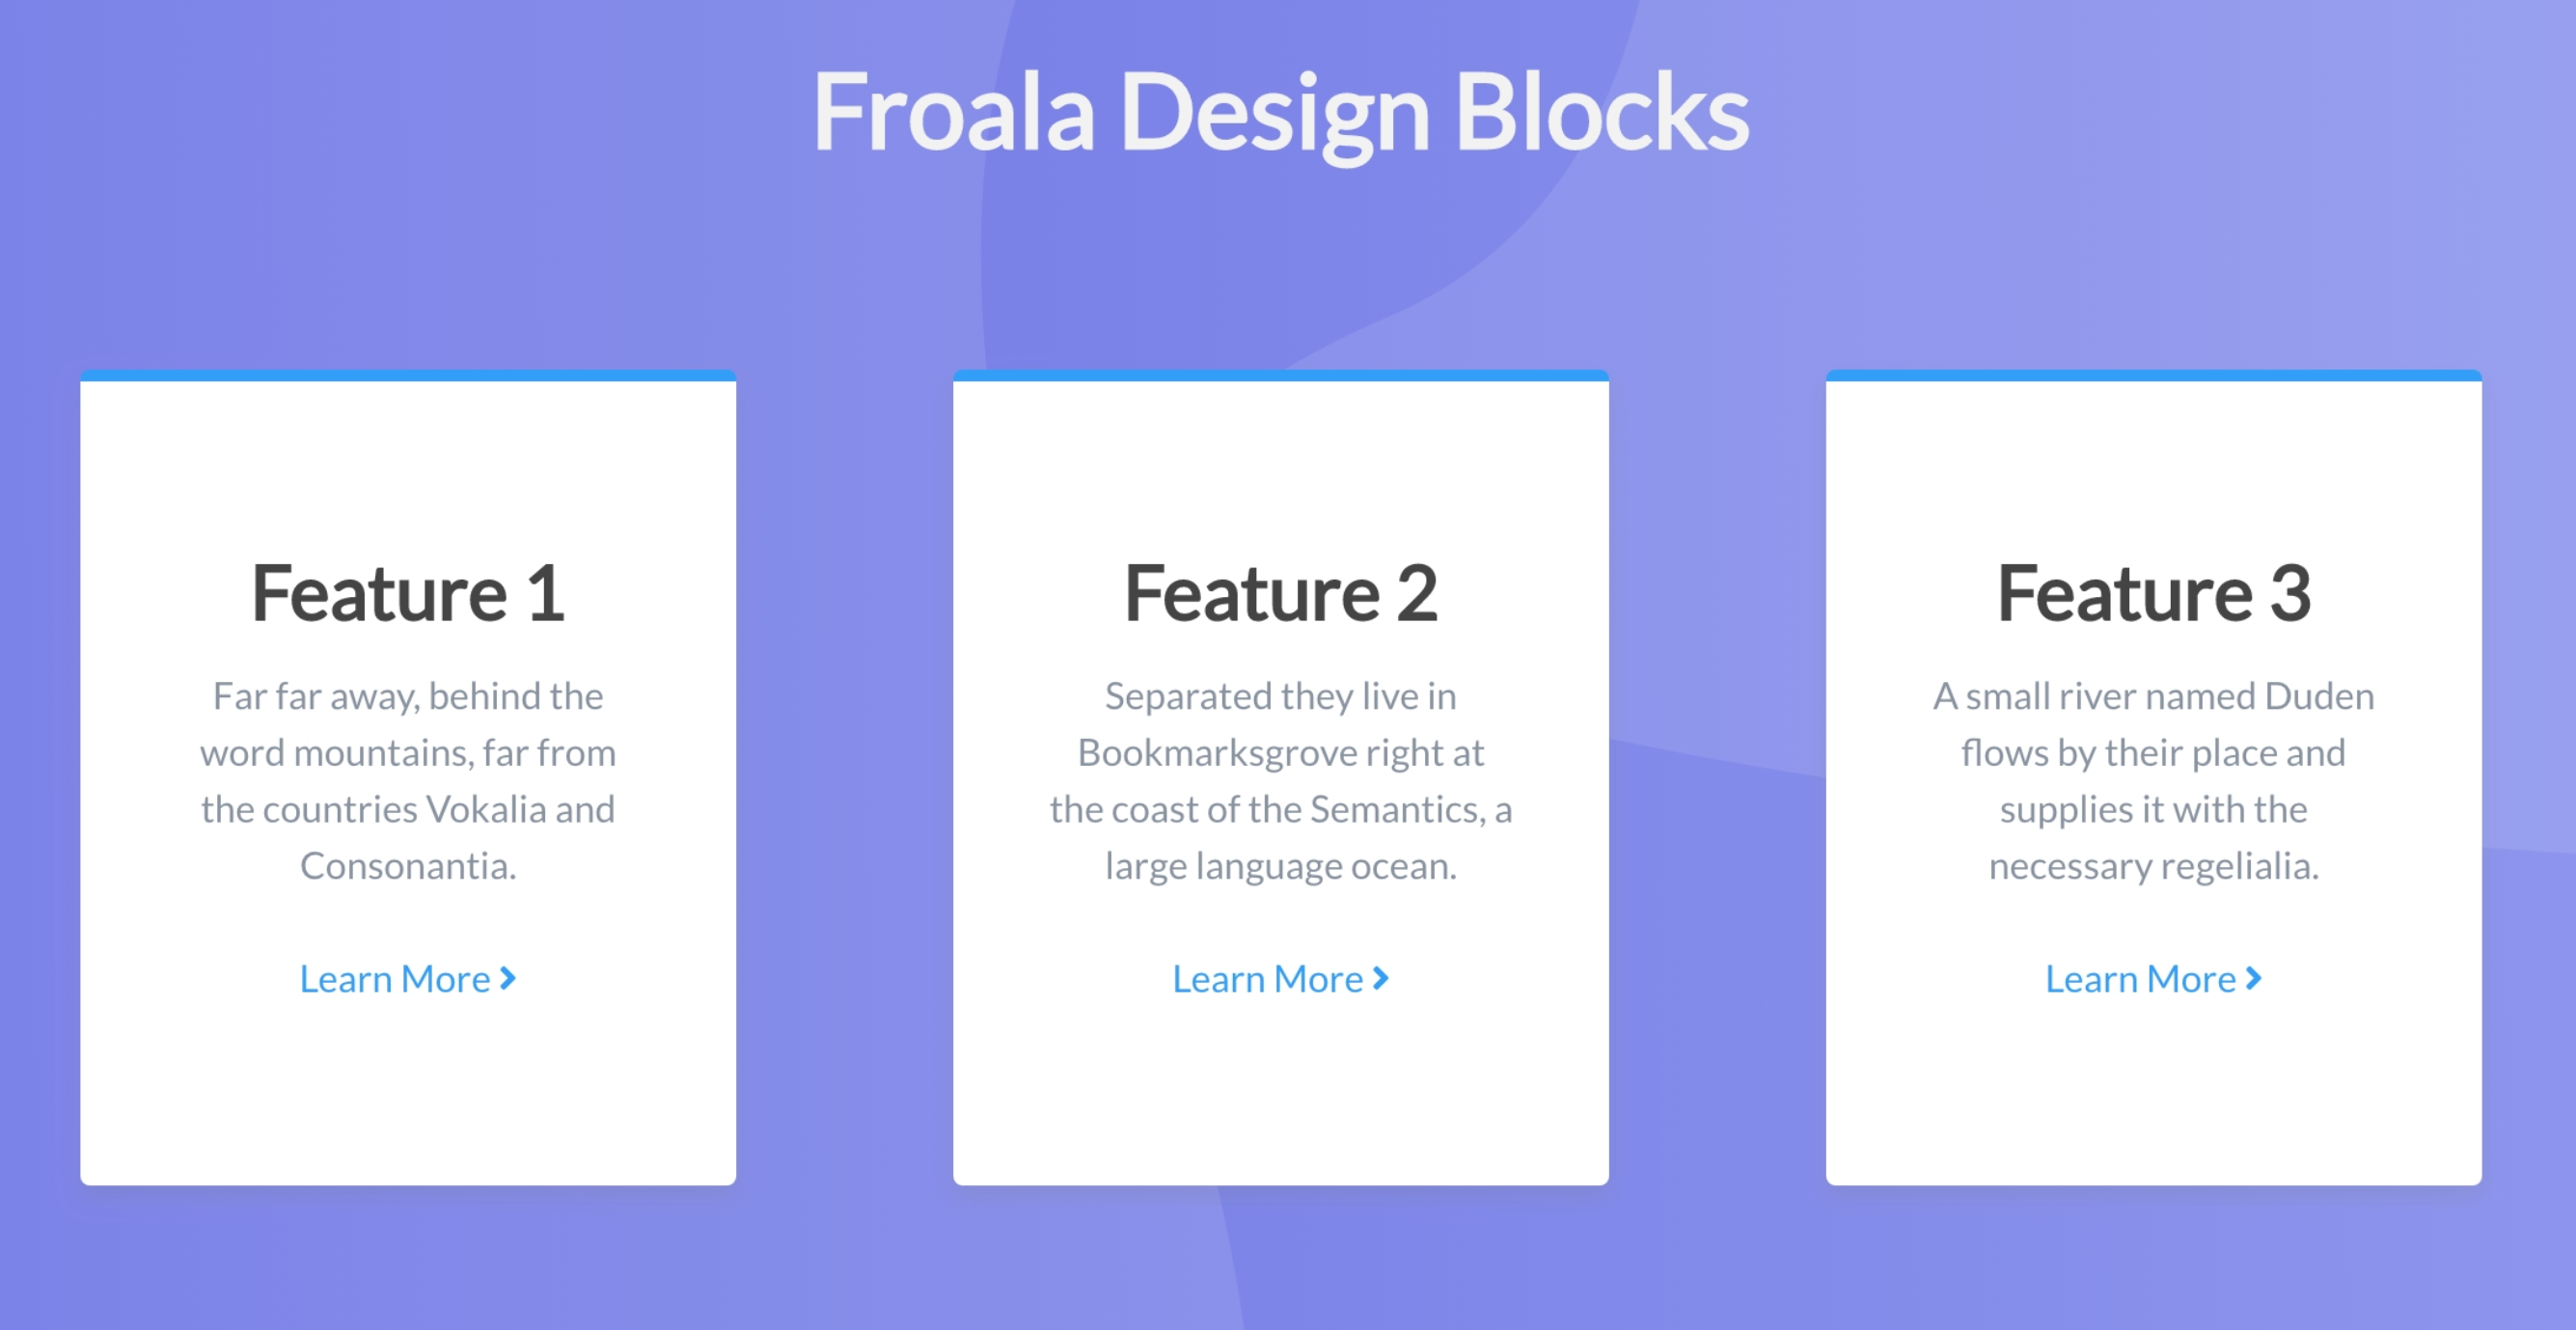 Froala Design Blocks
Feature 1
Far far away, behind the
word mountains, far from
the countries Vokalia and
Consonantia.
Learn More
Feature 2
Separated they live in
Bookmarksgrove right at
the coast of the Semantics, a
large language ocean.
Learn More
Feature 3
A small river named Duden
flows by their place and
supplies it with the
necessary regelialia.
Learn More